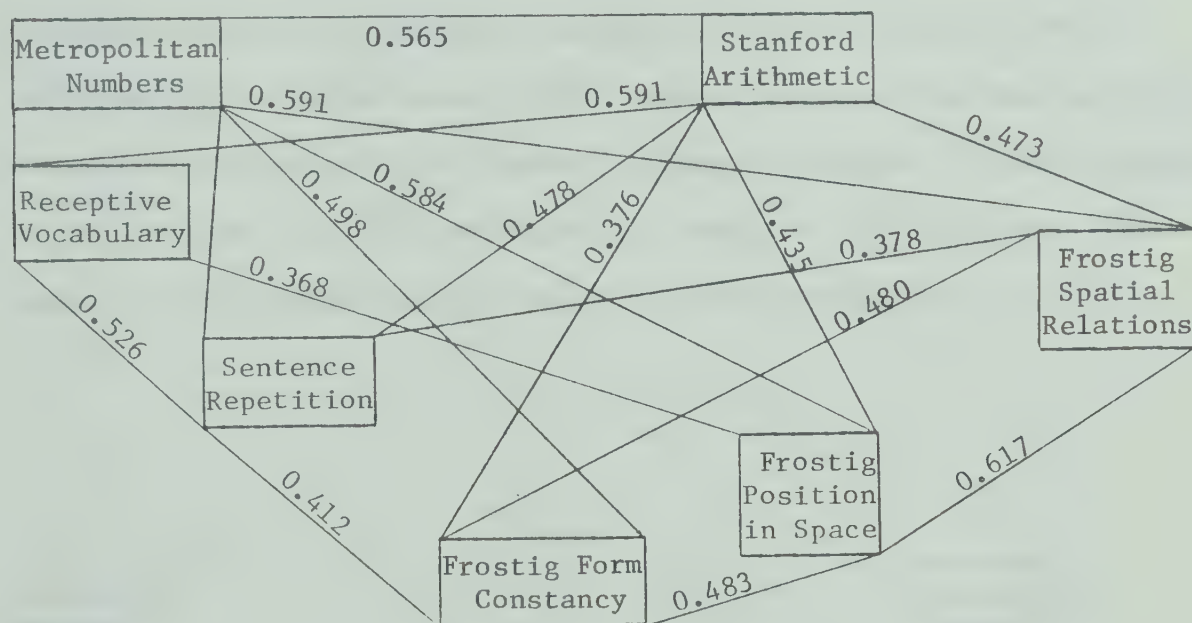 Metropolitan
Numbers
0.565
Stanford
Arithmetic
0.591
0.591
0.473
Receptive
Vocabulary
0.498
0.584
0.478
0.376
0.435
0.378
0.368
0.480
Frostig
Spatial
Relations
0.526
Sentence
Repetition
0.412
Frostig
Position
in Space
0.617
Frostig Form
Constancy
0.483